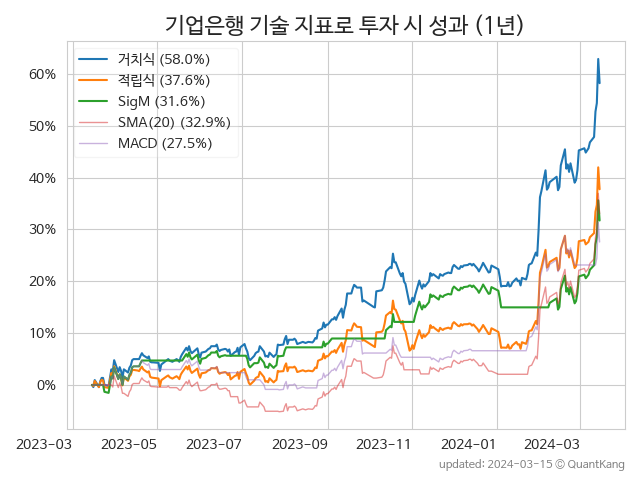 기업은행 기술 지표로 투자 시 성과 (1년)
거치식 (58.0%)
적립식 (37.6%)
SigM (31.6%)
SMA(20) (32.9%)
MACD (27.5%)
60%
50%
40%
30%
20%
10%
0%
2023-03 2023-05 2023-07 2023-09 2023-11 2024-01 2024-03
updated: 2024-03-15 © QuantKang